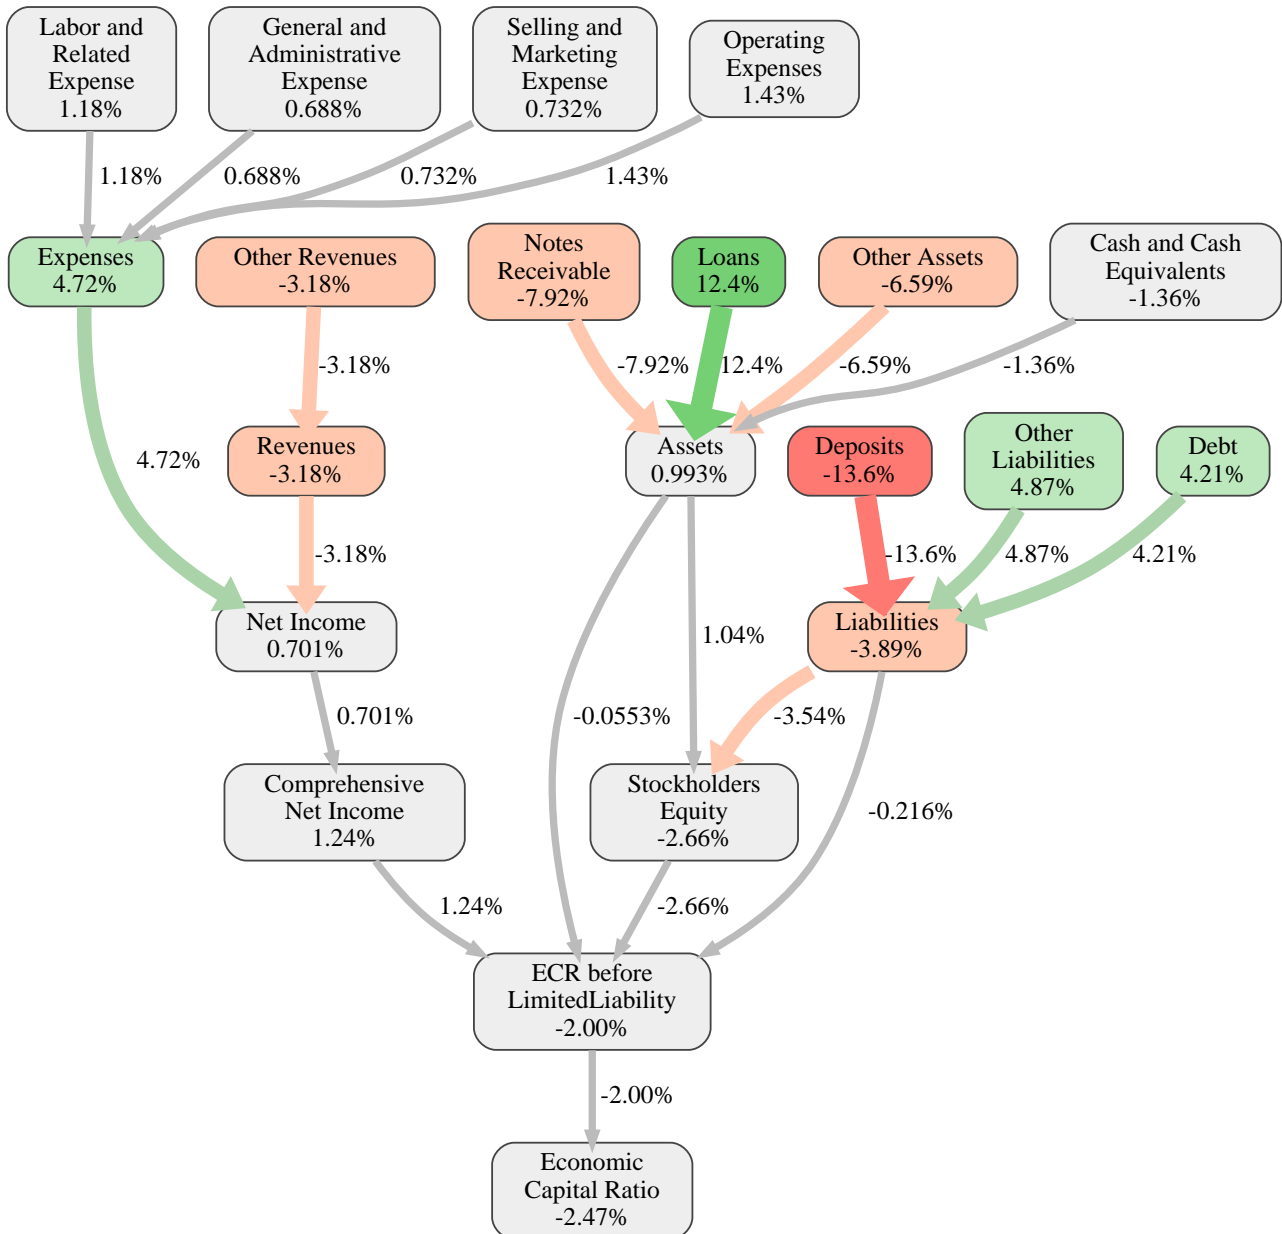 Labor and
Related
Expense
1.18%
General and
Administrative
Expense
0.688%
Selling and
Marketing
Expense
0.732%
Operating
Expenses
1.43%
1.18%
0.688%
0.732%
1.43%
Expenses
4.72%
Other Revenues
-3.18%
Notes
Receivable
-7.92%
Loans
12.4%
Other Assets
-6.59%
Cash and Cash
Equivalents
-1.36%
-3.18%
-7.92%
12.4%
-6.59%
-1.36%
4.72%
Revenues
-3.18%
Assets
0.993%
Deposits
-13.6%
Other
Liabilities
4.87%
Debt
4.21%
-3.18%
-13.6%
4.87%
4.21%
Net Income
0.701%
1.04%
Liabilities
-3.89%
0.701%
-0.0553%
-3.54%
Comprehensive
Net Income
1.24%
Stockholders
Equity
-2.66%
-0.216%
1.24%
-2.66%
ECR before
LimitedLiability
-2.00%
-2.00%
Economic
Capital Ratio
-2.47%